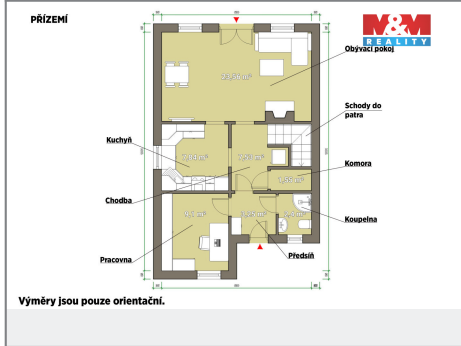 PŘÍZEMÍ
M&M
REALITY
Obývací pokoj
Schody do
patra
Kuchyň
Komora
Chodba
Koupelna
Pracovna
Předsíň
Výměry jsou pouze orientační.